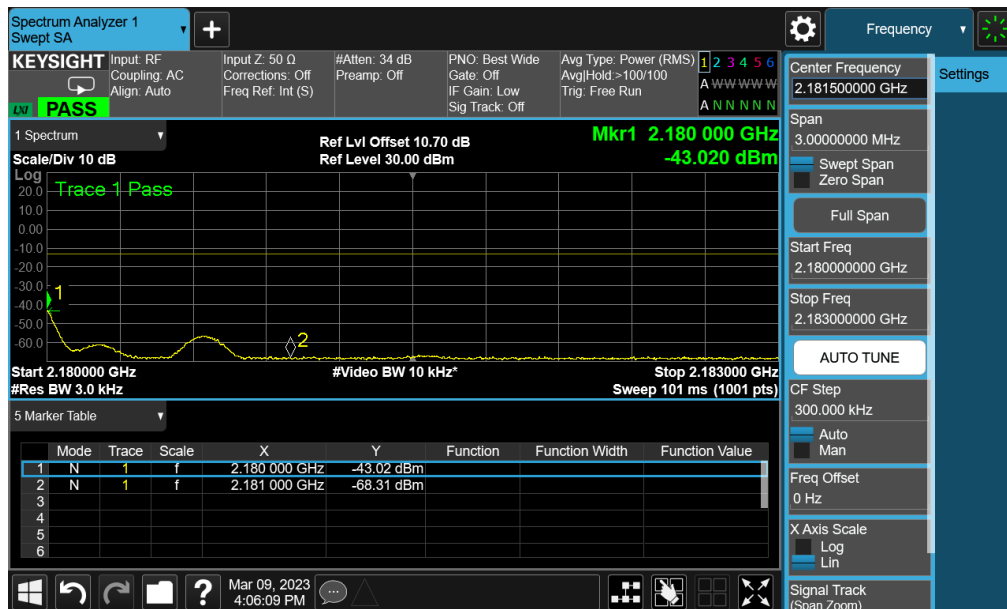 Spectrum Analyzer 1
Swept SA
Frequency
KEYSIGHT
LXI
PASS
Input: RF
Coupling: AC
Align: Auto
Input Z: 50 Ω
Corrections: Off
Freq Ref: Int (S)
#Atten: 34 dB
Preamp: Off
PNO: Best Wide
Gate: Off
IF Gain: Low
Sig Track: Off
Avg Type: Power (RMS)
Avg|Hold:>100/100
Trig: Free Run
1 2 3 4 5 6
A W W W W W
A N N N N N
1 Spectrum
Scale/Div 10 dB
Ref Lvl Offset 10.70 dB
Ref Level 30.00 dBm
Mkr1 2.180 000 GHz
-43.020 dBm
Log
Trace 1 Pass
20.0
10.0
0.00
-10.0
-20.0
-30.0
-40.0
-50.0
-60.0
1
2
Start 2.180000 GHz
#Res BW 3.0 kHz
#Video BW 10 kHz*
Stop 2.183000 GHz
Sweep 101 ms (1001 pts)
5 Marker Table
Mode Trace Scale X Y Function Function Width Function Value
1 N 1 f 2.180 000 GHz -43.02 dBm
2 N 1 f 2.181 000 GHz -68.31 dBm
3
4
5
6
?
Mar 09, 2023
4:06:09 PM
Center Frequency
2.181500000 GHz
Settings
Span
3.00000000 MHz
Swept Span
Zero Span
Full Span
Start Freq
2.180000000 GHz
Stop Freq
2.183000000 GHz
AUTO TUNE
CF Step
300.000 kHz
Auto
Man
Freq Offset
0 Hz
X Axis Scale
Log
Lin
Signal Track
(Span Zoom)